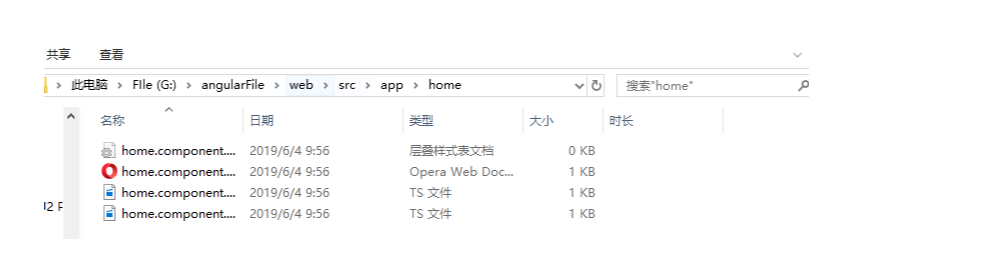 共享 查看
此电脑 > FIle (G:) > angularFile > web > src > app > home 搜索"home"
名称 日期 类型 大小 时长
home.component.... 2019/6/4 9:56 层叠样式表文档 0 KB
home.component.... 2019/6/4 9:56 Opera Web Doc... 1 KB
home.component.... 2019/6/4 9:56 TS 文件 1 KB
home.component.... 2019/6/4 9:56 TS 文件 1 KB